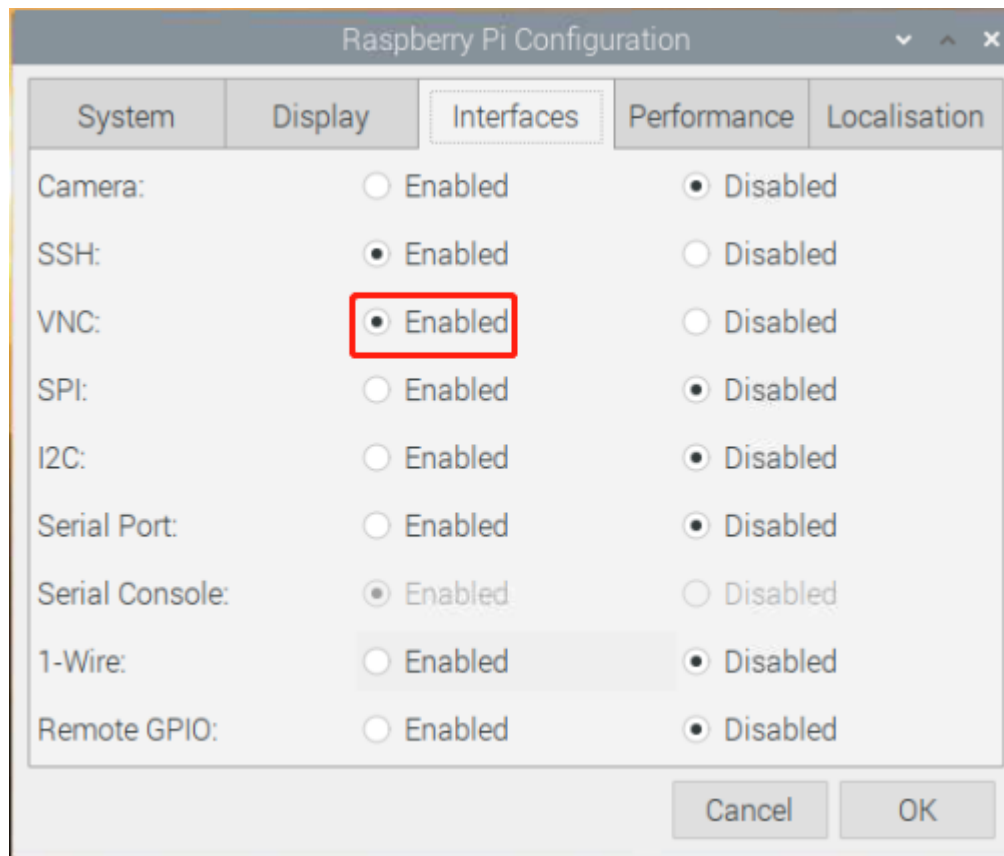 Raspberry Pi Configuration
System Display Interfaces Performance Localisation
Camera: Enabled Disabled
SSH: Enabled Disabled
VNC: Enabled Disabled
SPI: Enabled Disabled
I2C: Enabled Disabled
Serial Port: Enabled Disabled
Serial Console: Enabled Disabled
1-Wire: Enabled Disabled
Remote GPIO: Enabled Disabled
Cancel OK